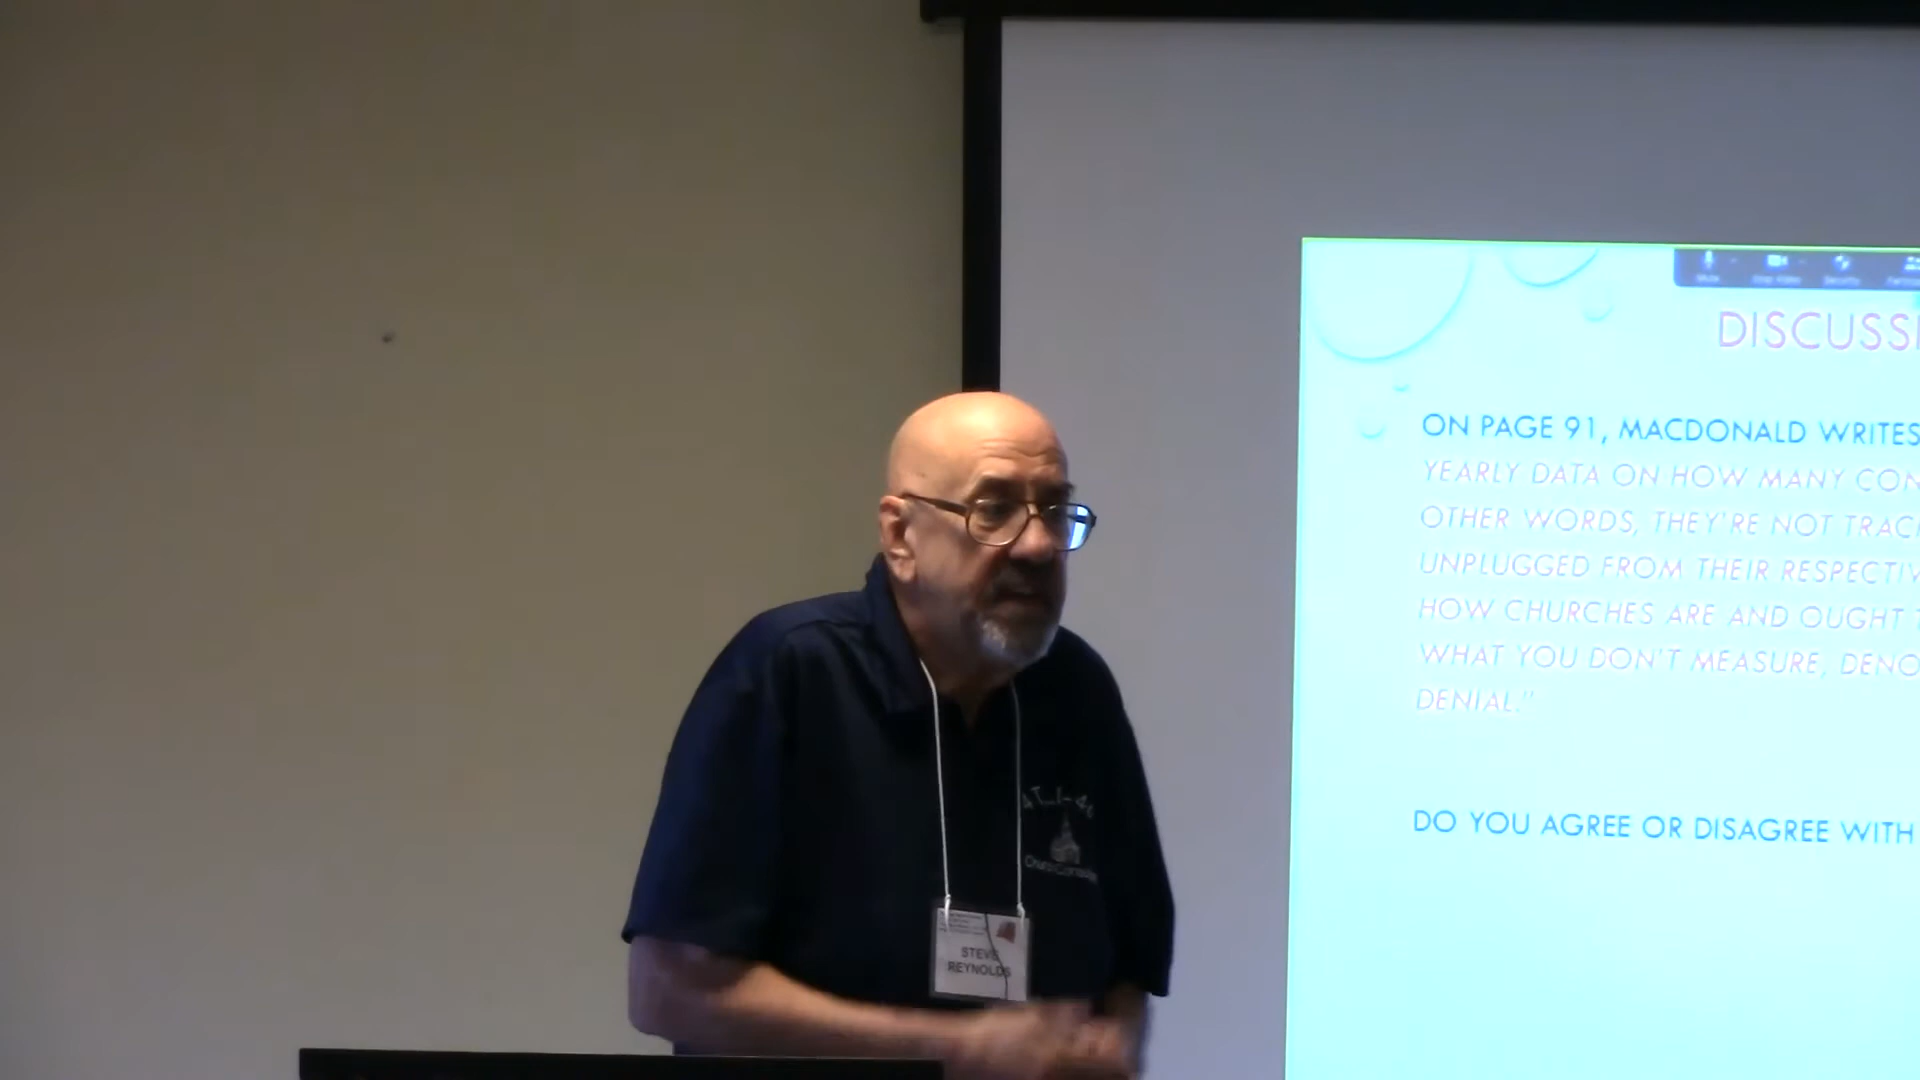 DISCUSSI
ON PAGE 91, MACDONALD WRITES
YEARLY DATA ON HOW MANY CON
OTHER WORDS, THEY'RE NOT TRAC
UNPLUGGED FROM THEIR RESPECTIV
HOW CHURCHES ARE AND OUGHT T
WHAT YOU DON'T MEASURE, DENO
DENIAL."
DO YOU AGREE OR DISAGREE WITH
STEVE
REYNOLDS